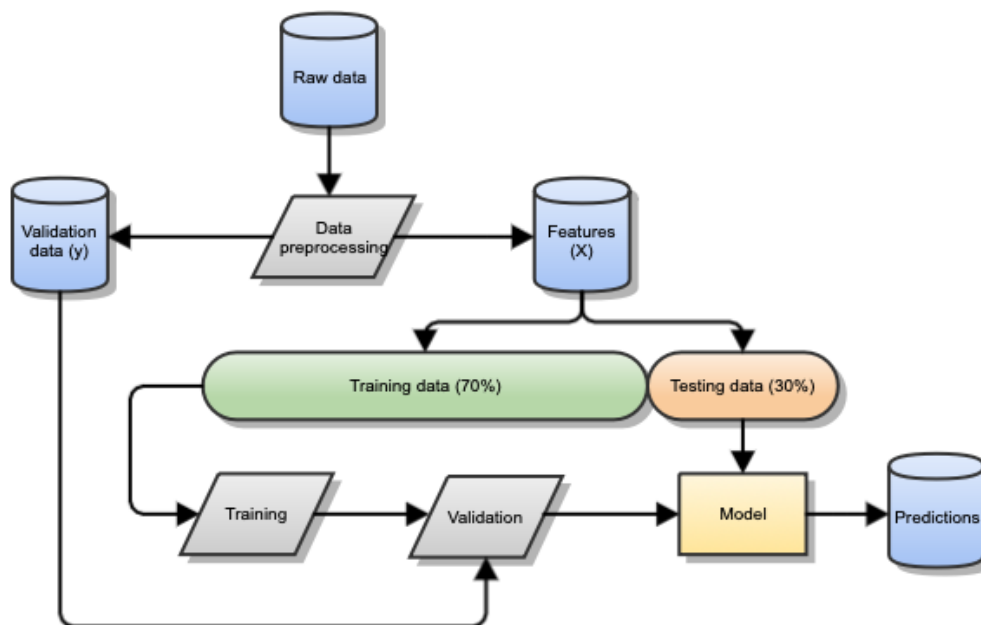 Raw data
Validation
data (y)
Data
preprocessing
Features
(X)
Training data (70%)
Testing data (30%)
Training
Validation
Model
Predictions